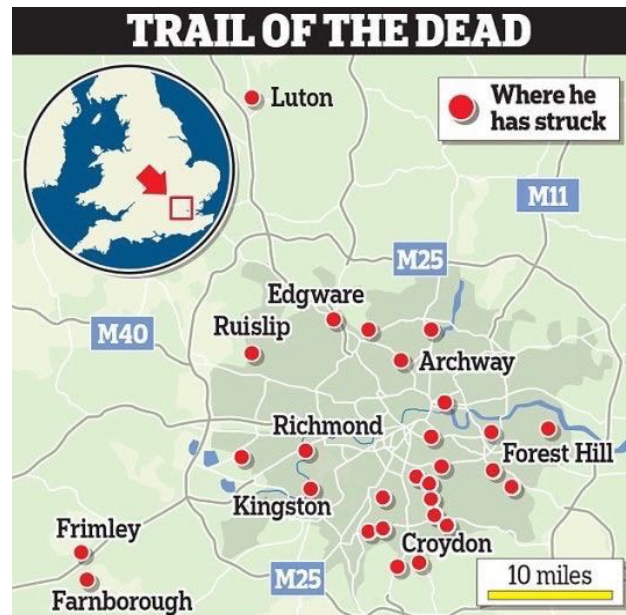 TRAIL OF THE DEAD
Luton
Where he
has struck
M11
M25
Edgware
Ruislip
M40
Archway
Richmond
Forest Hill
Kingston
Frimley
Croydon
M25
10 miles
Farnborough